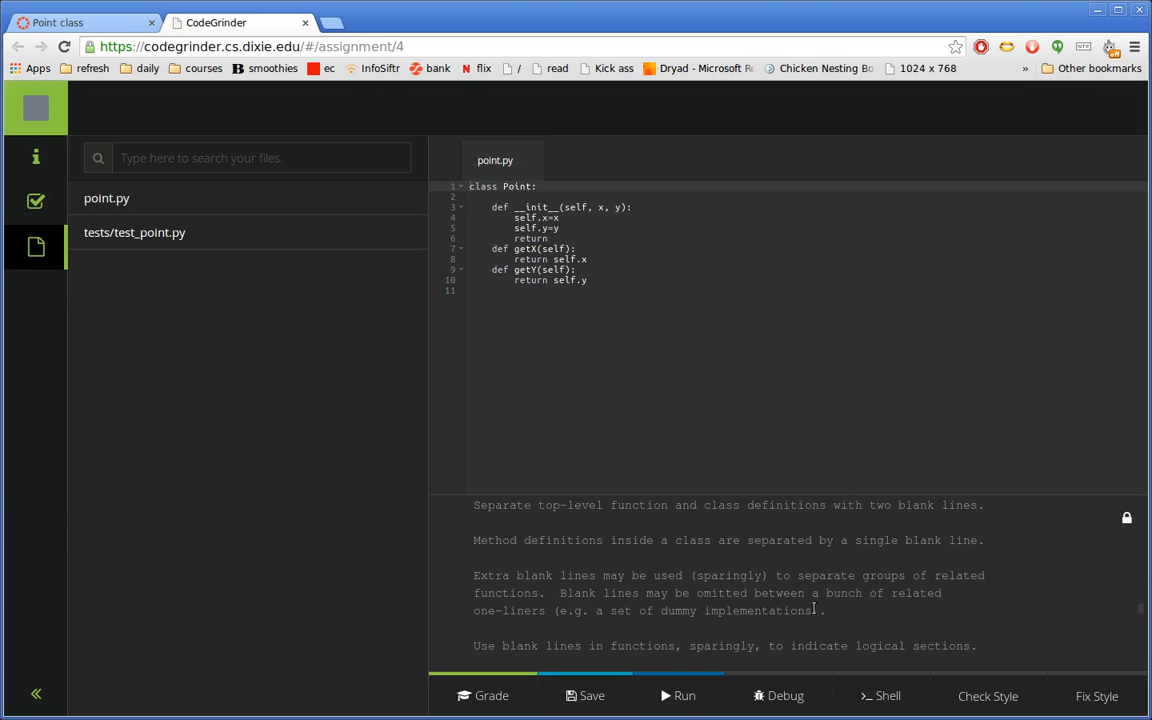 Point class
CodeGrinder
https://codegrinder.cs.dixie.edu/#/assignment/4
Apps refresh daily courses B smoothies ec InfoSiftr bank N flix / read Kick ass Dryad - Microsoft Re Chicken Nesting Bo 1024 x 768 » Other bookmarks
Type here to search your files.
point.py
tests/test_point.py
point.py
1 class Point:
2
3 def __init__(self, x, y):
4 self.x=x
5 self.y=y
6 return
7 def getX(self):
8 return self.x
9 def getY(self):
10 return self.y
11
Separate top-level function and class definitions with two blank lines.
Method definitions inside a class are separated by a single blank line.
Extra blank lines may be used (sparingly) to separate groups of related
functions. Blank lines may be omitted between a bunch of related
one-liners (e.g. a set of dummy implementations).
Use blank lines in functions, sparingly, to indicate logical sections.
Grade Save Run Debug >_ Shell Check Style Fix Style